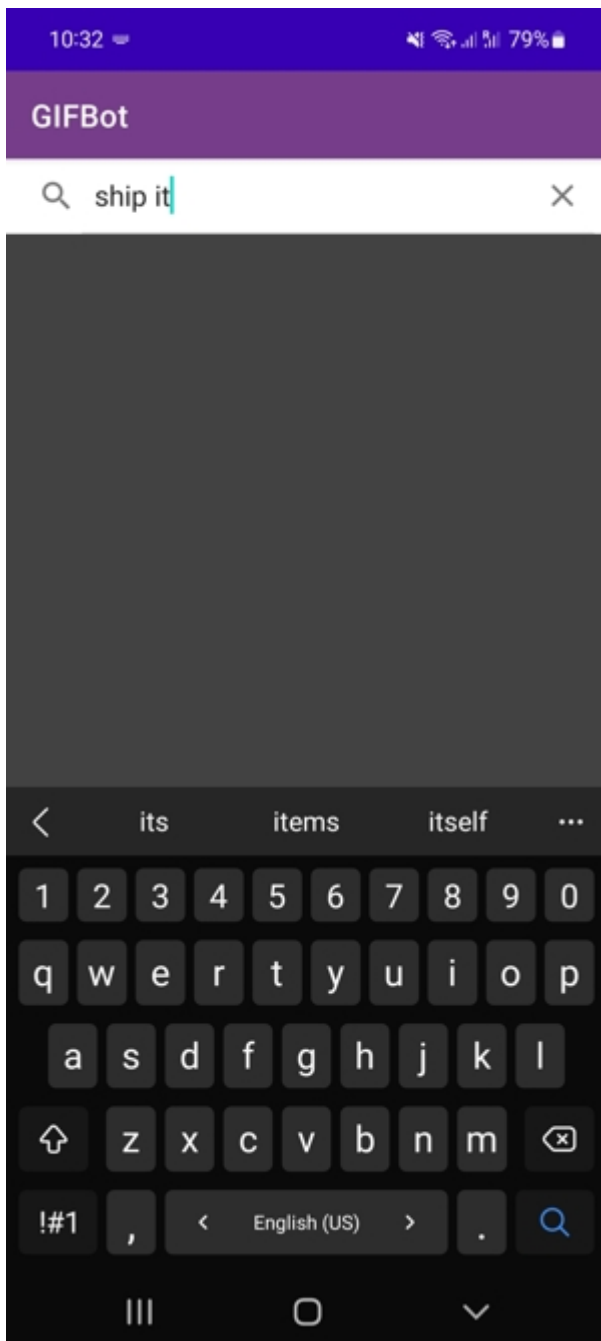 10:32 79%
GIFBot
ship it
its items itself
1 2 3 4 5 6 7 8 9 0
q w e r t y u i o p
a s d f g h j k l
z x c v b n m
!#1 , < English (US) > .